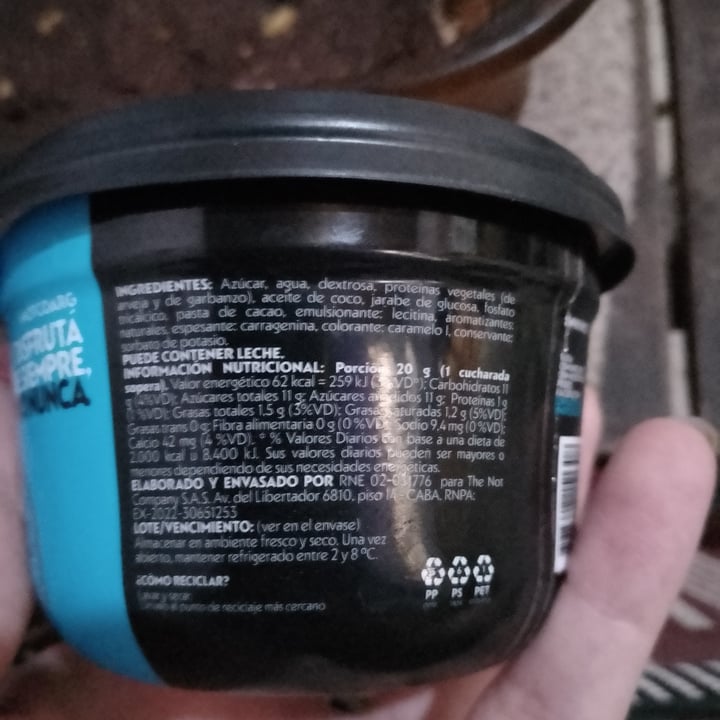 NOTCOARG
DISFRUTÁ
SIEMPRE,
NUNCA
INGREDIENTES: Azúcar, agua, dextrosa, proteínas vegetales (de
arveja y de garbanzo), aceite de coco, jarabe de glucosa, fosfato
tricálcico, pasta de cacao, emulsionante: lecitina, aromatizantes:
naturales, espesante: carragenina, colorante: caramelo I, conservante:
sorbato de potasio.
PUEDE CONTENER LECHE.
INFORMACIÓN NUTRICIONAL: Porción 20 g (1 cucharada
sopera). Valor energético 62 kcal = 259 kJ (3%VD*); Carbohidratos 11
(4%VD); Azúcares totales 11 g; Azúcares añadidos 11 g; Proteínas 1 g
(1 %VD); Grasas totales 1,5 g (3%VD); Grasas saturadas 1,2 g (5%VD);
Grasas trans 0 g; Fibra alimentaria 0 g (0 %VD); Sodio 9,4 mg (0 %VD);
Calcio 42 mg (4 %VD). * % Valores Diarios con base a una dieta de
2.000 kcal u 8.400 kJ. Sus valores diarios pueden ser mayores o
menores dependiendo de sus necesidades energéticas.
ELABORADO Y ENVASADO POR RNE 02-031776 para The Not
Company S.A.S. Av. del Libertador 6810, piso 1A - CABA. RNPA:
EX-2022-30651253
LOTE/VENCIMIENTO: (ver en el envase)
Almacenar en ambiente fresco y seco. Una vez
abierto, mantener refrigerado entre 2 y 8 °C.
¿CÓMO RECICLAR?
Lavar y secar
Llevalo al punto de reciclaje más cercano
PP PS PET